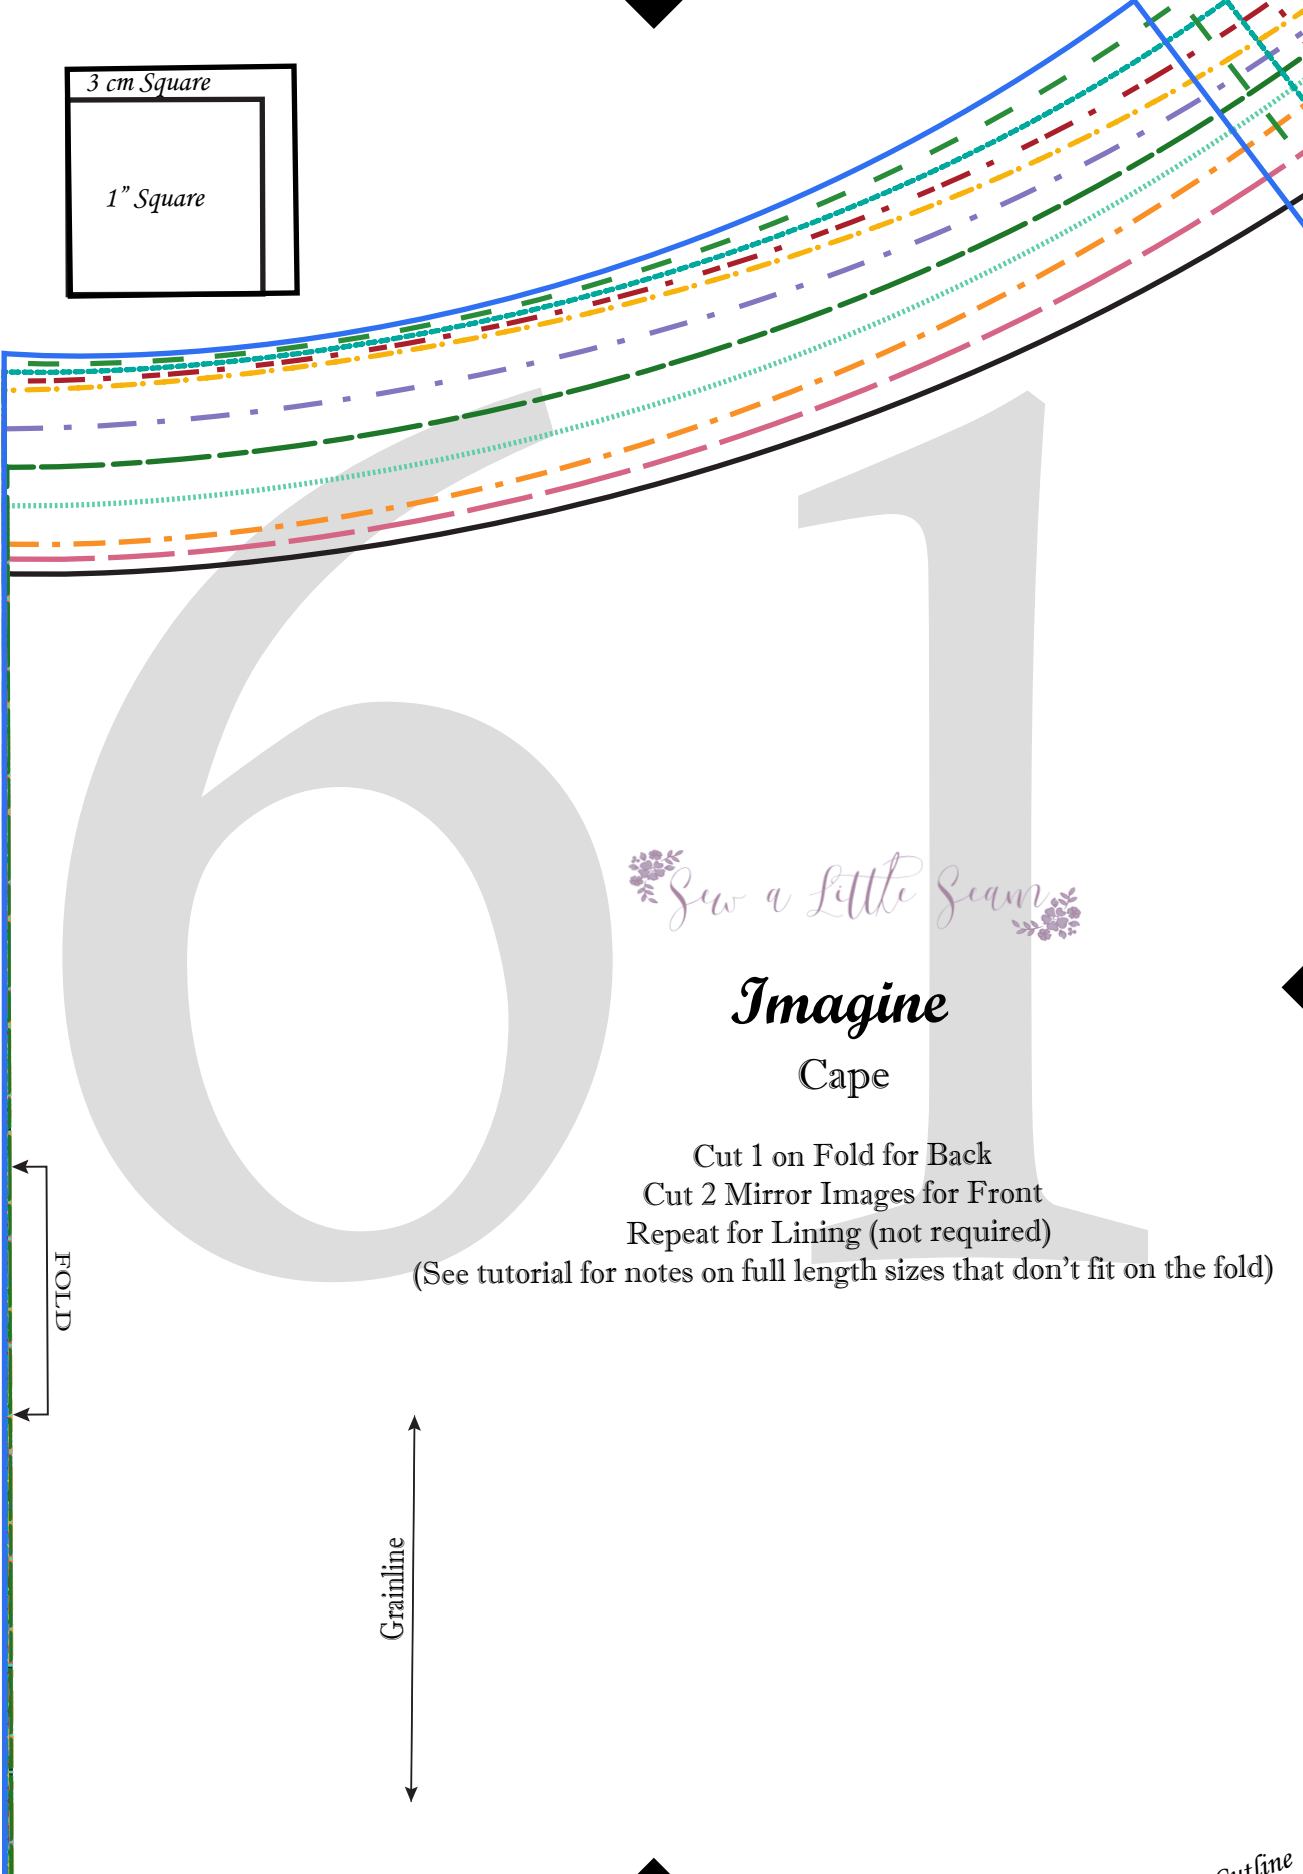 3 cm Square
1” Square
61
Sew a Little Seam
Imagine
Cape
Cut 1 on Fold for Back
Cut 2 Mirror Images for Front
Repeat for Lining (not required)
(See tutorial for notes on full length sizes that don’t fit on the fold)
FOLD
Grainline
Cutline